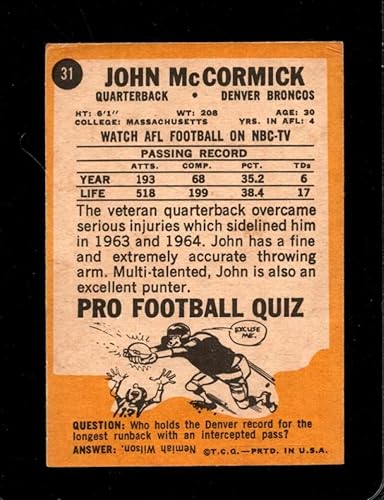 31
JOHN McCORMICK
QUARTERBACK • DENVER BRONCOS
HT: 6'1" WT: 208 AGE: 30
COLLEGE: MASSACHUSETTS YRS. IN AFL: 4
WATCH AFL FOOTBALL ON NBC-TV
PASSING RECORD
ATTS. COMP. PCT. TDs
YEAR 193 68 35.2 6
LIFE 518 199 38.4 17
The veteran quarterback overcame
serious injuries which sidelined him
in 1963 and 1964. John has a fine
and extremely accurate throwing
arm. Multi-talented, John is also an
excellent punter.
PRO FOOTBALL QUIZ
EXCUSE
ME.
QUESTION: Who holds the Denver record for the
longest runback with an intercepted pass?
ANSWER: Nemiah Wilson. ©T.C.G.—PRTD. IN U.S.A.